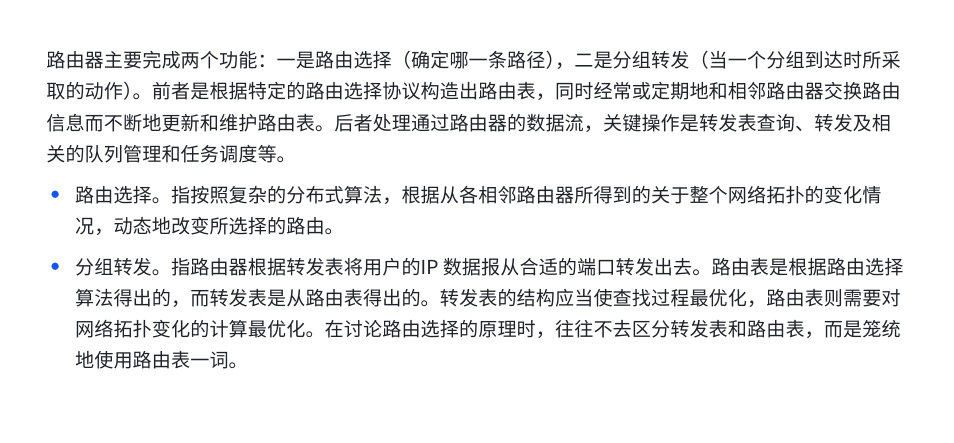 路由器主要完成两个功能：一是路由选择（确定哪一条路径），二是分组转发（当一个分组到达时所采
取的动作）。前者是根据特定的路由选择协议构造出路由表，同时经常或定期地和相邻路由器交换路由
信息而不断地更新和维护路由表。后者处理通过路由器的数据流，关键操作是转发表查询、转发及相
关的队列管理和任务调度等。
• 路由选择。指按照复杂的分布式算法，根据从各相邻路由器所得到的关于整个网络拓扑的变化情
况，动态地改变所选择的路由。
• 分组转发。指路由器根据转发表将用户的IP 数据报从合适的端口转发出去。路由表是根据路由选择
算法得出的，而转发表是从路由表得出的。转发表的结构应当使查找过程最优化，路由表则需要对
网络拓扑变化的计算最优化。在讨论路由选择的原理时，往往不去区分转发表和路由表，而是笼统
地使用路由表一词。